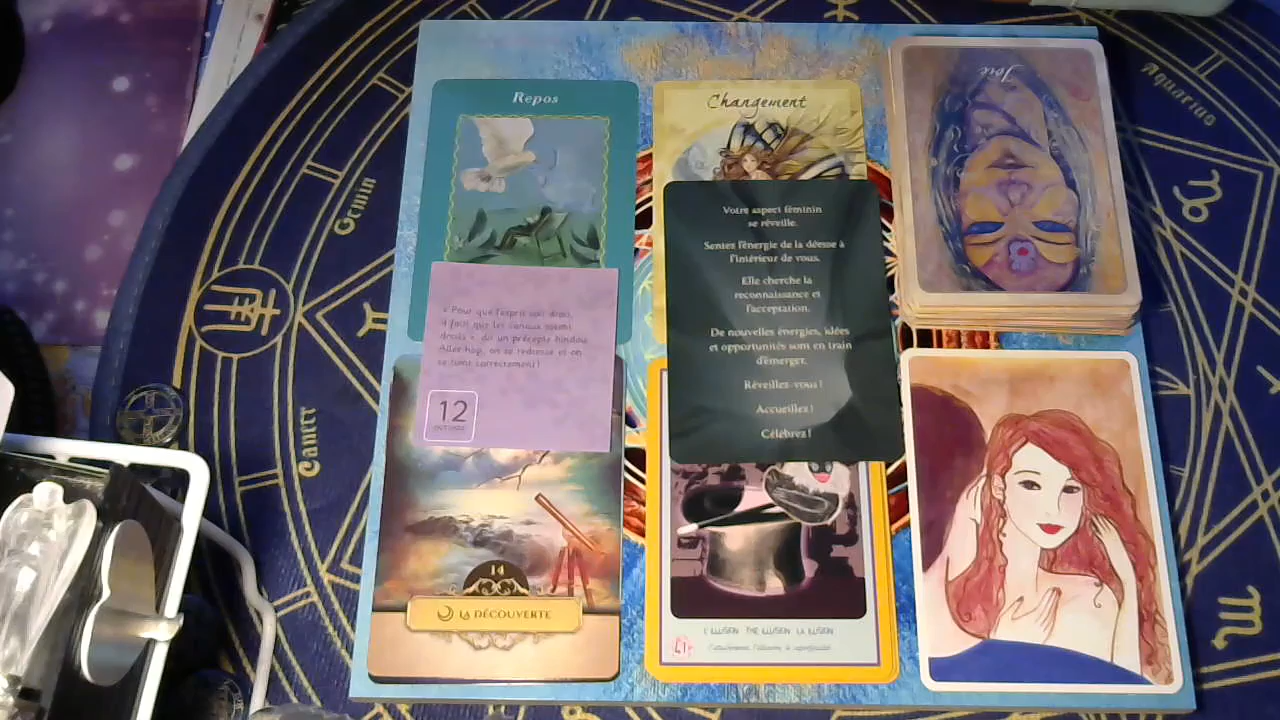 Repos
Changement
Joie
Aquarius
Gemin
Votre aspect féminin
se réveille.
Sentez l'énergie de la déesse à
l'intérieur de vous.
Elle cherche la
reconnaissance et
l'acceptation.
De nouvelles énergies, idées
et opportunités sont en train
d'émerger.
Réveillez-vous !
Accueillez !
Célébrez !
« Pour que l'esprit soit droit,
il faut que les canaux soient
droits », dit un précepte hindou.
Allez hop, on se redresse et on
se tient correctement !
12
OCTOBRE
Cancer
14
LA DÉCOUVERTE
L'ILLUSION THE ILLUSION LA ILUSIÓN